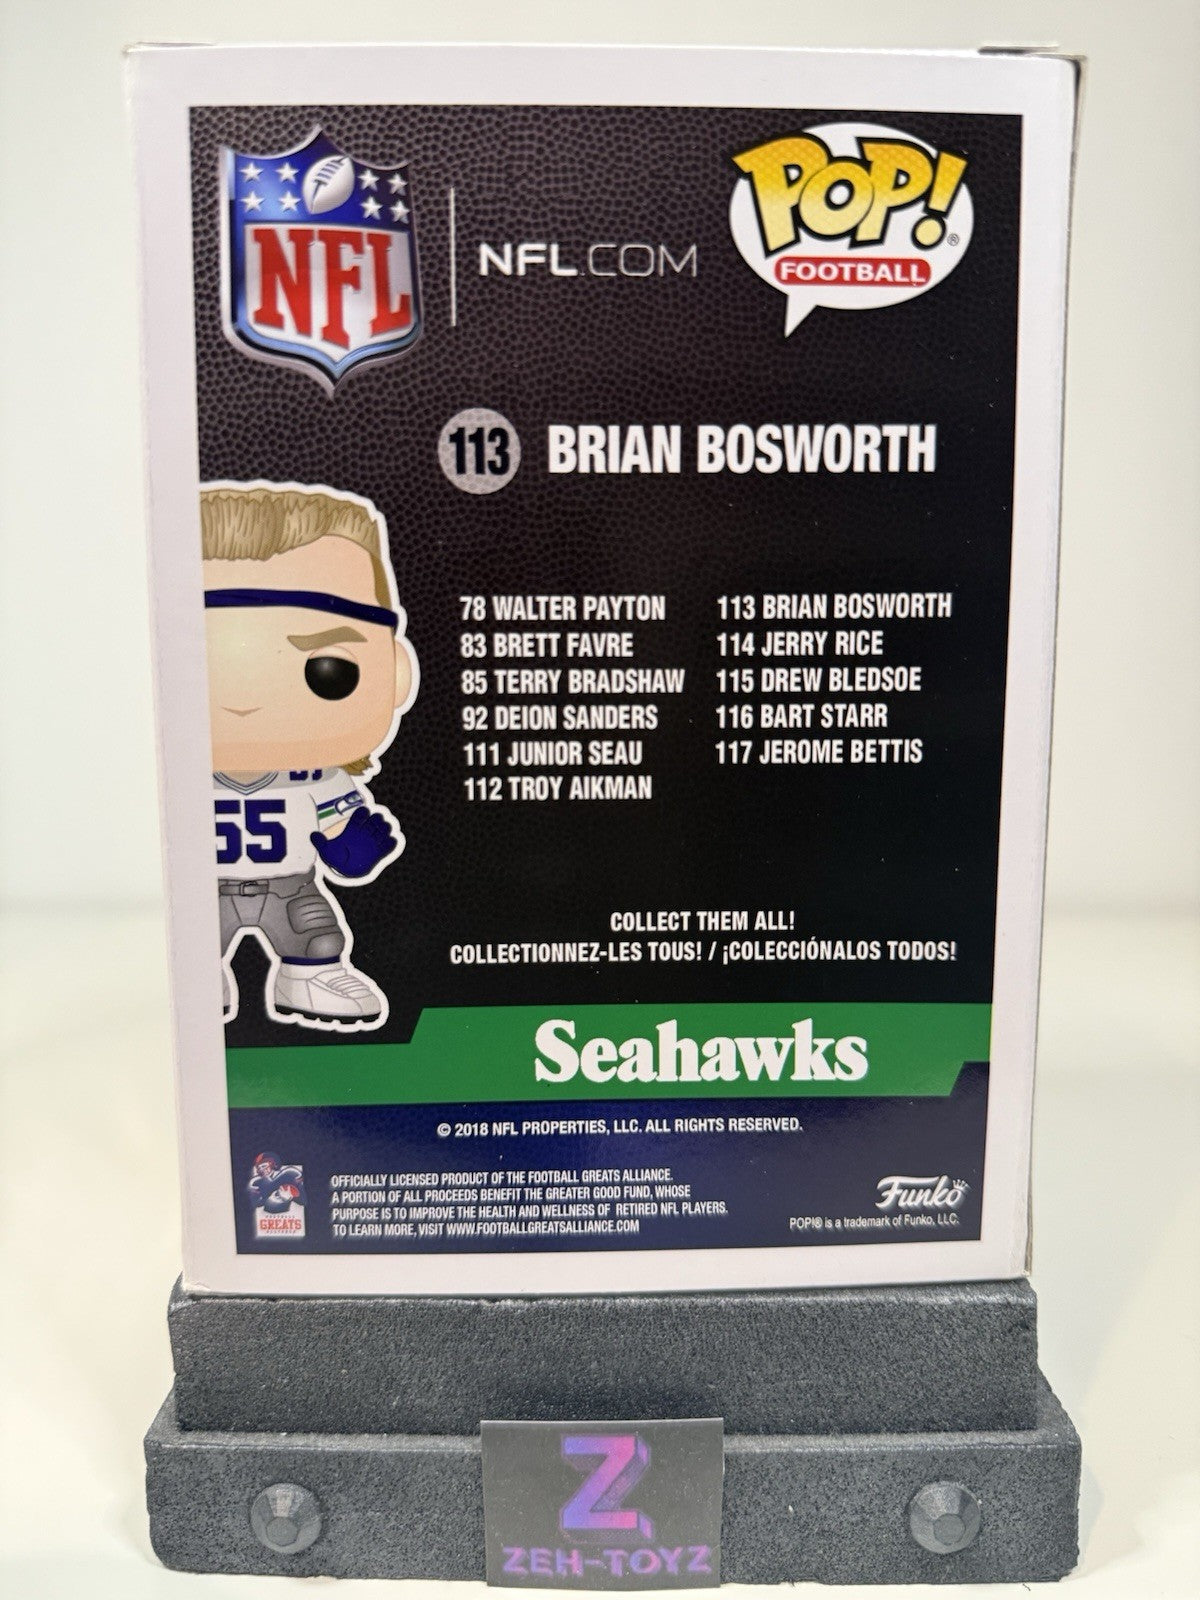 NFL
NFL.COM
POP!®
FOOTBALL
113 BRIAN BOSWORTH
78 WALTER PAYTON
83 BRETT FAVRE
85 TERRY BRADSHAW
92 DEION SANDERS
111 JUNIOR SEAU
112 TROY AIKMAN
113 BRIAN BOSWORTH
114 JERRY RICE
115 DREW BLEDSOE
116 BART STARR
117 JEROME BETTIS
55
COLLECT THEM ALL!
COLLECTIONNEZ-LES TOUS! / ¡COLECCIÓNALOS TODOS!
Seahawks
© 2018 NFL PROPERTIES, LLC. ALL RIGHTS RESERVED.
GREATS
OFFICIALLY LICENSED PRODUCT OF THE FOOTBALL GREATS ALLIANCE.
A PORTION OF ALL PROCEEDS BENEFIT THE GREATER GOOD FUND, WHOSE
PURPOSE IS TO IMPROVE THE HEALTH AND WELLNESS OF RETIRED NFL PLAYERS.
TO LEARN MORE, VISIT WWW.FOOTBALLGREATSALLIANCE.COM
Funko
POP!® is a trademark of Funko, LLC.
Z
ZEH-TOYZ